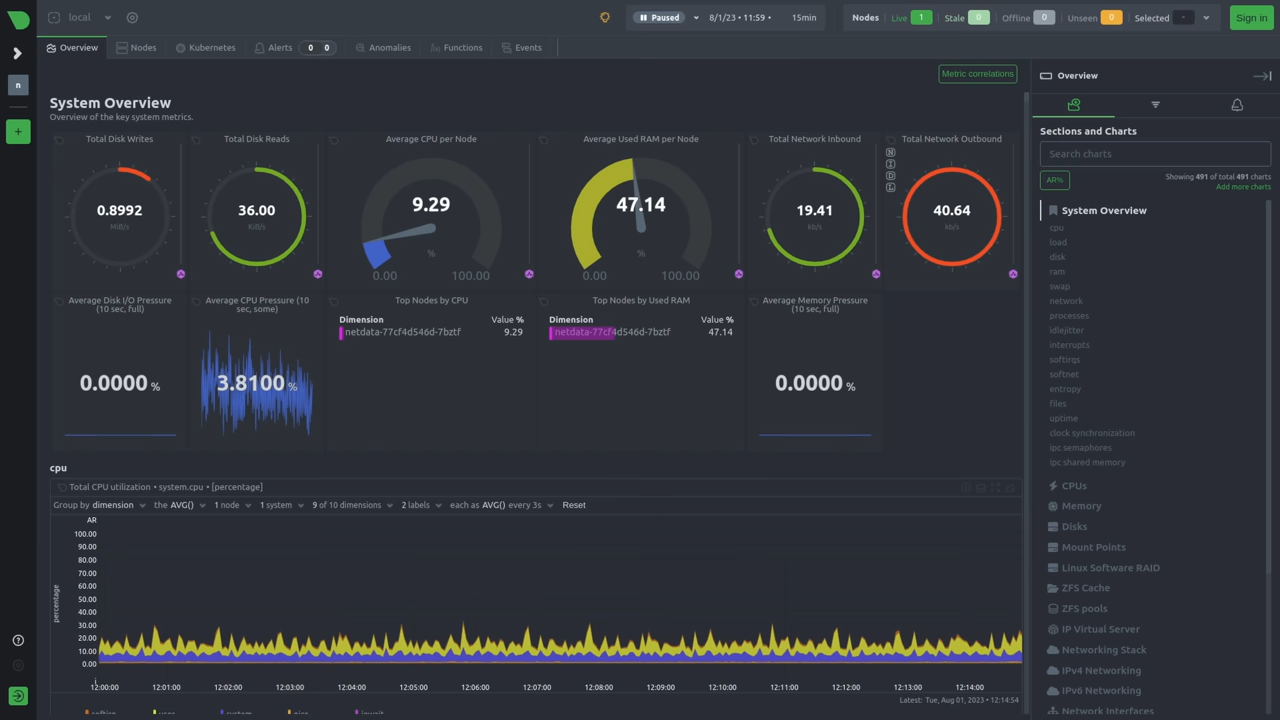 local
Paused 8/1/23 • 11:59 • 15min
Nodes Live 1 Stale 0 Offline 0 Unseen 0 Selected -
Sign in
Overview Nodes Kubernetes Alerts 0 0 Anomalies Functions Events
n
Metric correlations
System Overview
Overview of the key system metrics.
Total Disk Writes
0.8992
MiB/s
Total Disk Reads
36.00
KiB/s
Average CPU per Node
9.29
%
0.00 100.00
Average Used RAM per Node
47.14
%
0.00 100.00
Total Network Inbound
19.41
kb/s
Total Network Outbound
N
I
D
L
40.64
kb/s
Average Disk I/O Pressure
(10 sec, full)
0.0000 %
Average CPU Pressure (10
sec, some)
3.8100 %
Top Nodes by CPU
Dimension Value %
netdata-77cf4d546d-7bztf 9.29
Top Nodes by Used RAM
Dimension Value %
netdata-77cf4d546d-7bztf 47.14
Average Memory Pressure
(10 sec, full)
0.0000 %
cpu
Total CPU utilization • system.cpu • [percentage]
Group by dimension the AVG() 1 node 1 system 9 of 10 dimensions 2 labels each as AVG() every 3s Reset
AR
100.00
90.00
80.00
70.00
60.00
50.00
40.00
30.00
20.00
10.00
0.00
percentage
12:00:00 12:01:00 12:02:00 12:03:00 12:04:00 12:05:00 12:06:00 12:07:00 12:08:00 12:09:00 12:10:00 12:11:00 12:12:00 12:13:00 12:14:00
Latest: Tue, Aug 01, 2023 • 12:14:54
softirq user system nice iowait
Overview
Sections and Charts
Search charts
AR%
Showing 491 of total 491 charts
Add more charts
System Overview
cpu
load
disk
ram
swap
network
processes
idlejitter
interrupts
softirqs
softnet
entropy
files
uptime
clock synchronization
ipc semaphores
ipc shared memory
CPUs
Memory
Disks
Mount Points
Linux Software RAID
ZFS Cache
ZFS pools
IP Virtual Server
Networking Stack
IPv4 Networking
IPv6 Networking
Network Interfaces